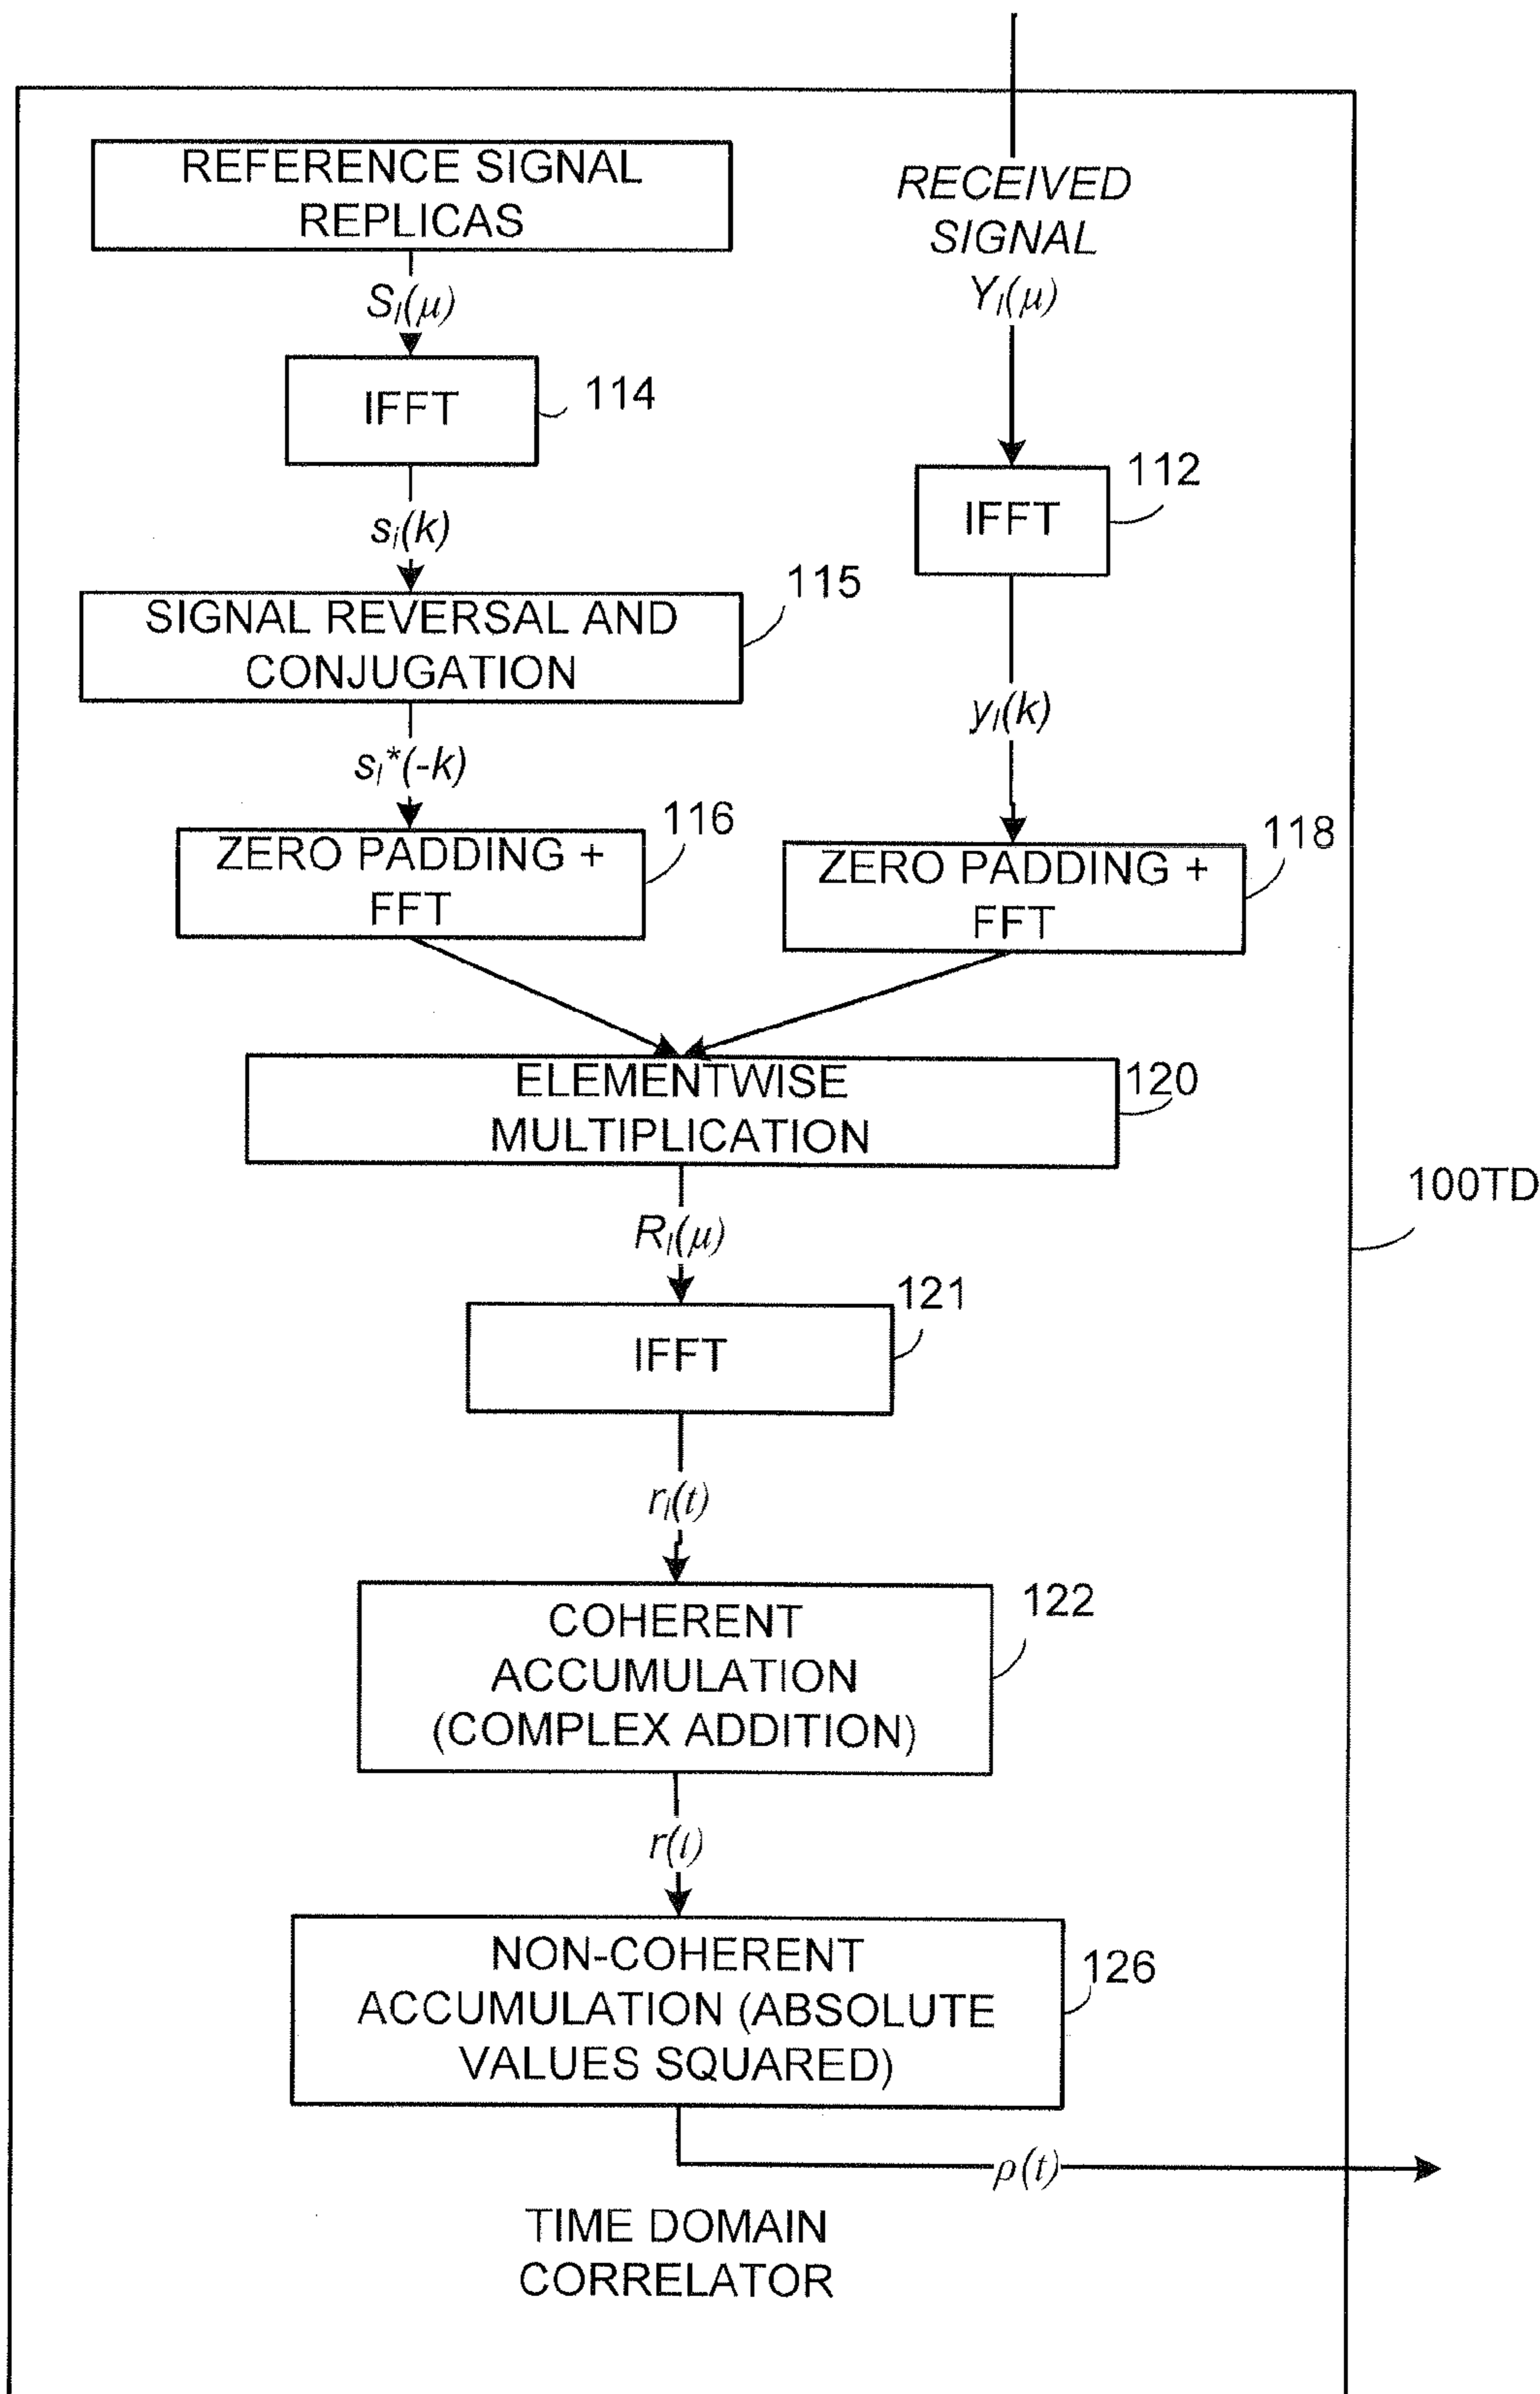 REFERENCE SIGNAL
REPLICAS
RECEIVED
SIGNAL
Yₗ(μ)
Sₗ(μ)
IFFT
114
IFFT
112
sₗ(k)
SIGNAL REVERSAL AND
CONJUGATION
115
yₗ(k)
sₗ*(-k)
ZERO PADDING +
FFT
116
ZERO PADDING +
FFT
118
ELEMENTWISE
MULTIPLICATION
120
100TD
Rₗ(μ)
IFFT
121
rₗ(t)
COHERENT
ACCUMULATION
(COMPLEX ADDITION)
122
r(t)
NON-COHERENT
ACCUMULATION (ABSOLUTE
VALUES SQUARED)
126
ρ(t)
TIME DOMAIN
CORRELATOR